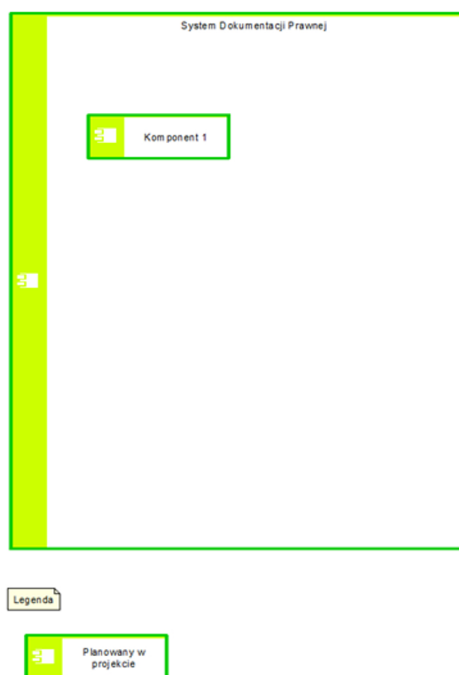 System Dokumentacji Prawnej
Komponent 1
Legenda
Planowany w
projekcie